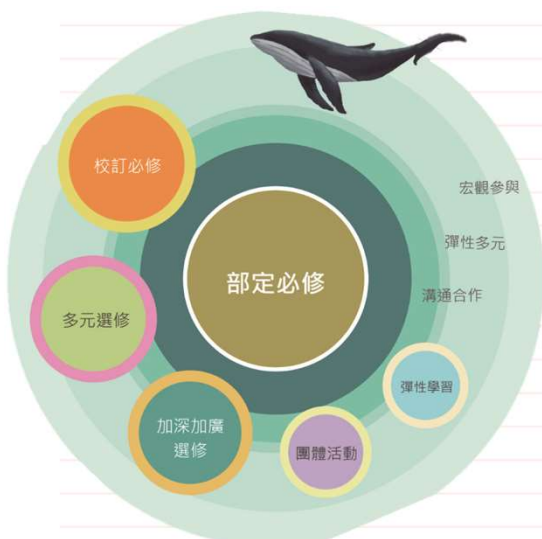 校訂必修
宏觀參與
彈性多元
部定必修
溝通合作
多元選修
彈性學習
加深加廣
選修
團體活動